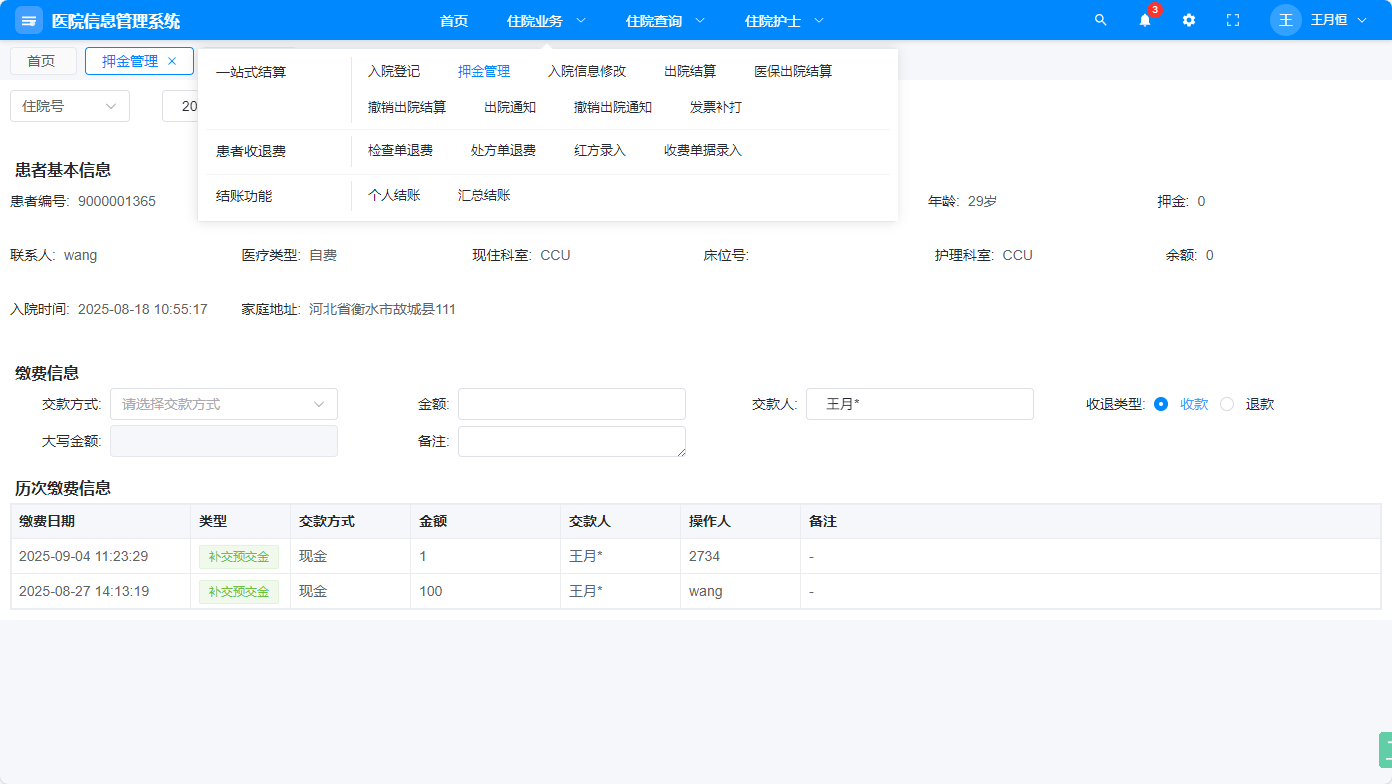 医院信息管理系统 首页 住院业务 住院查询 住院护士 3 王 王月恒
首页 押金管理 ×
一站式结算 入院登记 押金管理 入院信息修改 出院结算 医保出院结算
撤销出院结算 出院通知 撤销出院通知 发票补打
住院号 20
患者收退费 检查单退费 处方单退费 红方录入 收费单据录入
结账功能 个人结账 汇总结账
患者基本信息
患者编号: 9000001365 年龄: 29岁 押金: 0
联系人: wang 医疗类型: 自费 现住科室: CCU 床位号: 护理科室: CCU 余额: 0
入院时间: 2025-08-18 10:55:17 家庭地址: 河北省衡水市故城县111
缴费信息
交款方式: 请选择交款方式 金额: 交款人: 王月* 收退类型: 收款 退款
大写金额: 备注:
历次缴费信息
缴费日期 类型 交款方式 金额 交款人 操作人 备注
2025-09-04 11:23:29 补交预交金 现金 1 王月* 2734 -
2025-08-27 14:13:19 补交预交金 现金 100 王月* wang -